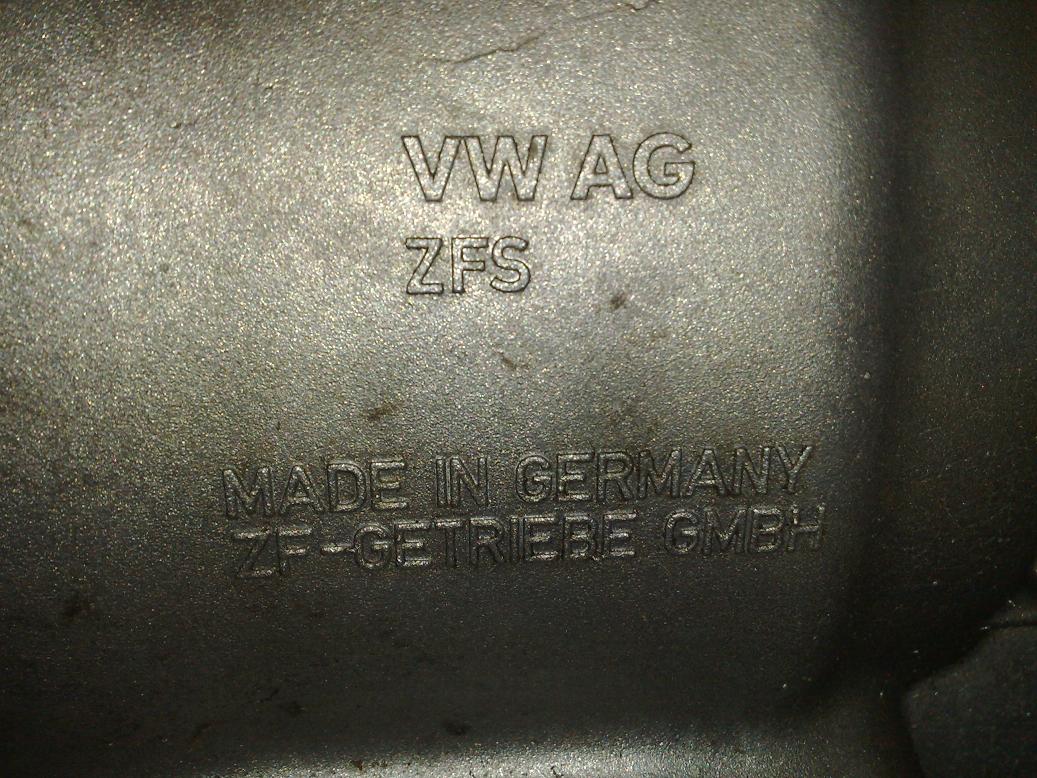 VW AG
ZFS
MADE IN GERMANY
ZF-GETRIEBE GMBH